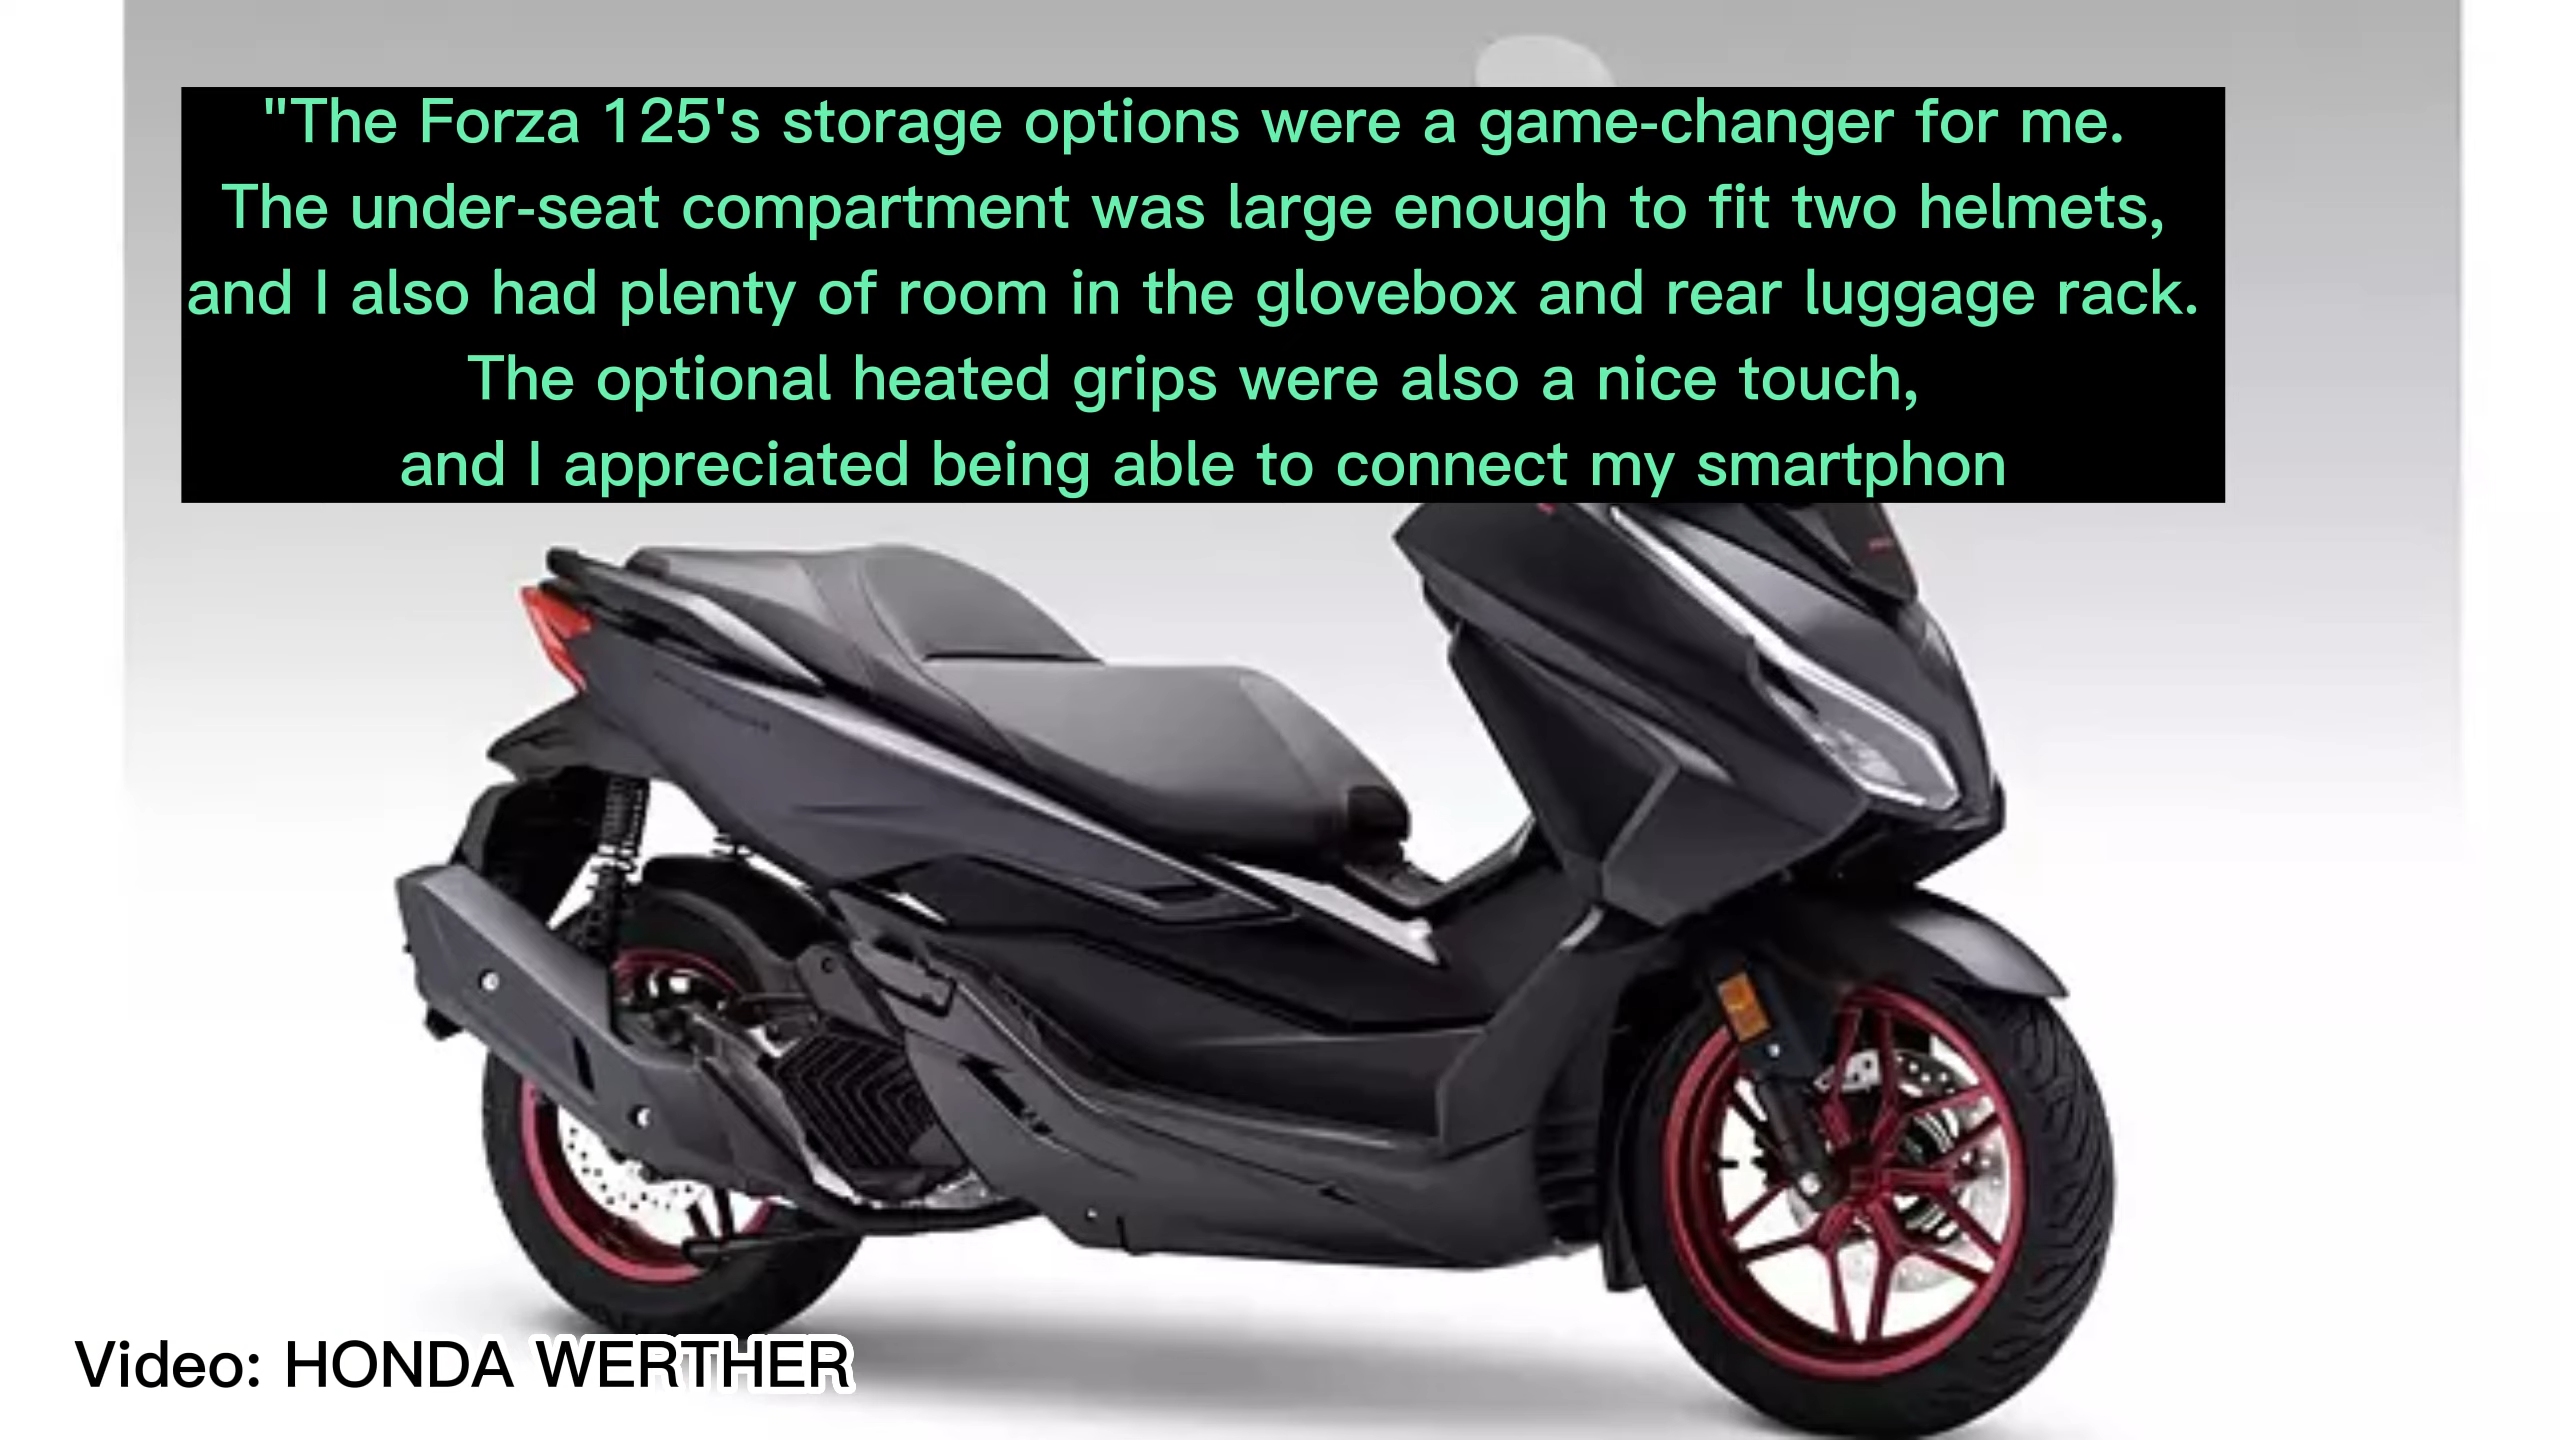 "The Forza 125's storage options were a game-changer for me.
The under-seat compartment was large enough to fit two helmets,
and I also had plenty of room in the glovebox and rear luggage rack.
The optional heated grips were also a nice touch,
and I appreciated being able to connect my smartphon
Video: HONDA WERTHER